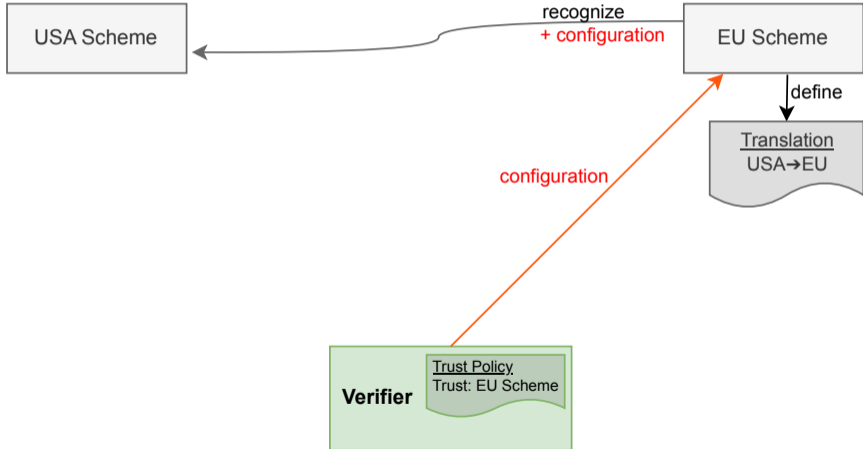 recognize
USA Scheme
+ configuration
EU Scheme
define
Translation
USA➔EU
configuration
Trust Policy
Trust: EU Scheme
Verifier